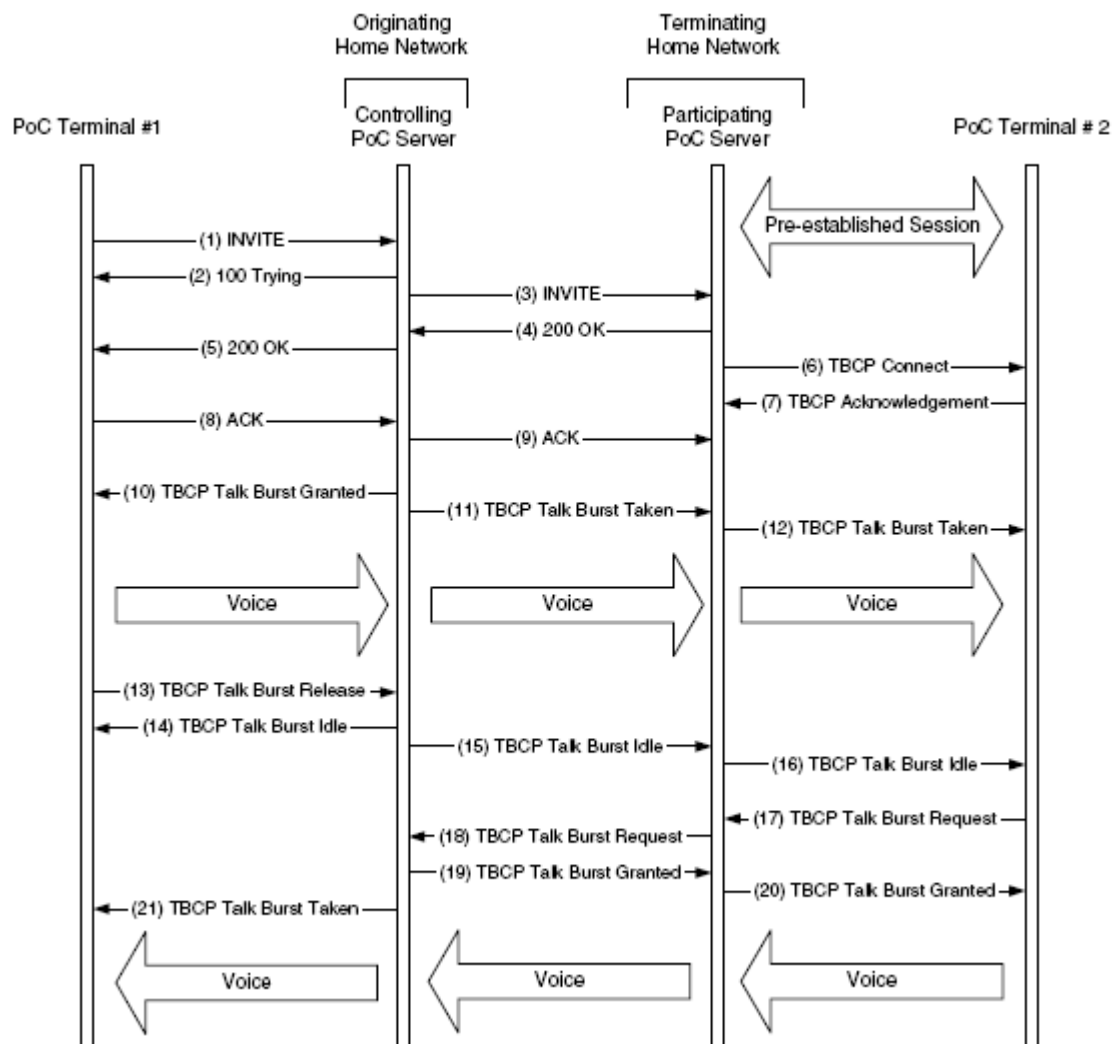 Originating
Home Network
Terminating
Home Network
PoC Terminal #1
Controlling
PoC Server
Participating
PoC Server
PoC Terminal # 2
Pre-established Session
(1) INVITE
(2) 100 Trying
(3) INVITE
(4) 200 OK
(5) 200 OK
(6) TBCP Connect
(7) TBCP Acknowledgement
(8) ACK
(9) ACK
(10) TBCP Talk Burst Granted
(11) TBCP Talk Burst Taken
(12) TBCP Talk Burst Taken
Voice
Voice
Voice
(13) TBCP Talk Burst Release
(14) TBCP Talk Burst Idle
(15) TBCP Talk Burst Idle
(16) TBCP Talk Burst Idle
(17) TBCP Talk Burst Request
(18) TBCP Talk Burst Request
(19) TBCP Talk Burst Granted
(20) TBCP Talk Burst Granted
(21) TBCP Talk Burst Taken
Voice
Voice
Voice